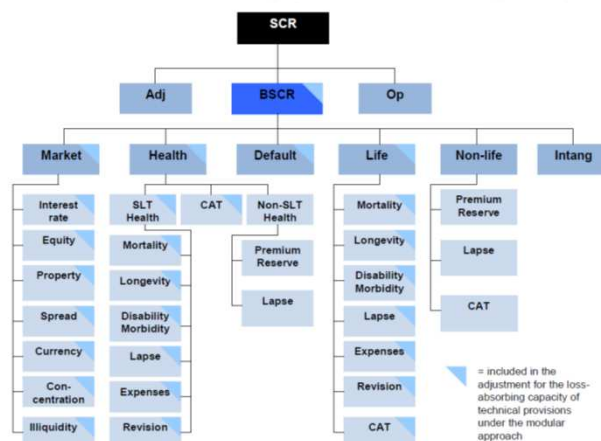 SCR
Adj
BSCR
Op
Market
Health
Default
Life
Non-life
Intang
Interest
rate
Equity
Property
Spread
Currency
Con-
centration
Illiquidity
SLT
Health
CAT
Non-SLT
Health
Mortality
Longevity
Disability
Morbidity
Lapse
Expenses
Revision
Premium
Reserve
Lapse
Mortality
Longevity
Disability
Morbidity
Lapse
Expenses
Revision
CAT
Premium
Reserve
Lapse
CAT
= included in the
adjustment for the loss-
absorbing capacity of
technical provisions
under the modular
approach